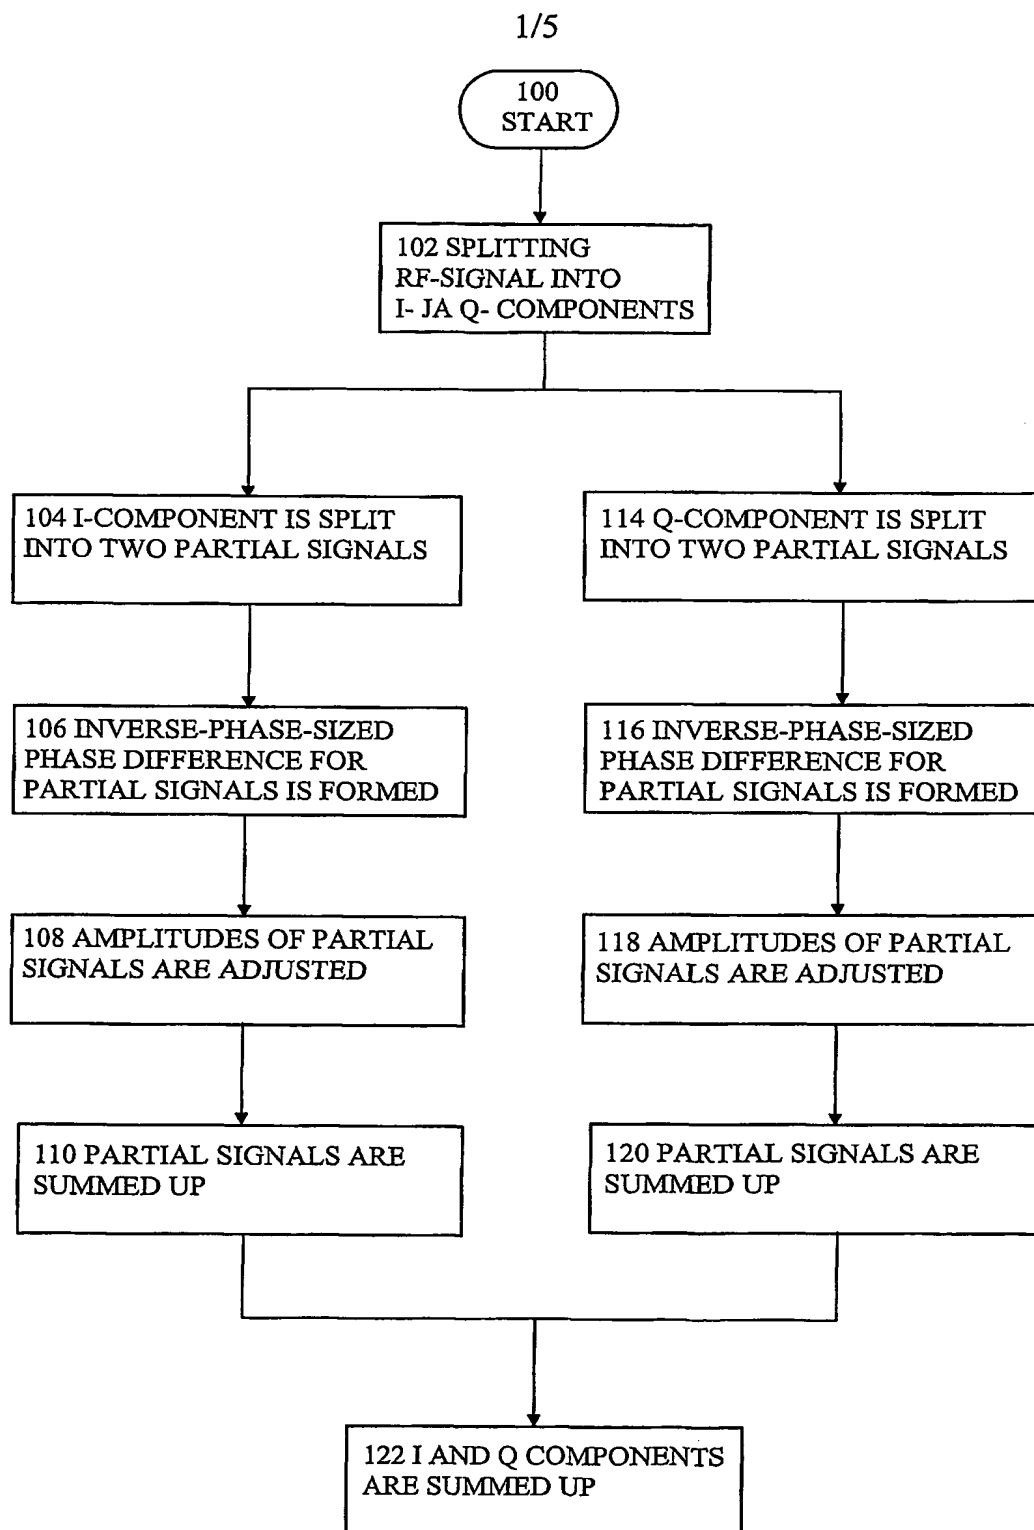 1/5
100
START
102 SPLITTING
RF-SIGNAL INTO
I- JA Q- COMPONENTS
104 I-COMPONENT IS SPLIT
INTO TWO PARTIAL SIGNALS
106 INVERSE-PHASE-SIZED
PHASE DIFFERENCE FOR
PARTIAL SIGNALS IS FORMED
108 AMPLITUDES OF PARTIAL
SIGNALS ARE ADJUSTED
110 PARTIAL SIGNALS ARE
SUMMED UP
114 Q-COMPONENT IS SPLIT
INTO TWO PARTIAL SIGNALS
116 INVERSE-PHASE-SIZED
PHASE DIFFERENCE FOR
PARTIAL SIGNALS IS FORMED
118 AMPLITUDES OF PARTIAL
SIGNALS ARE ADJUSTED
120 PARTIAL SIGNALS ARE
SUMMED UP
122 I AND Q COMPONENTS
ARE SUMMED UP